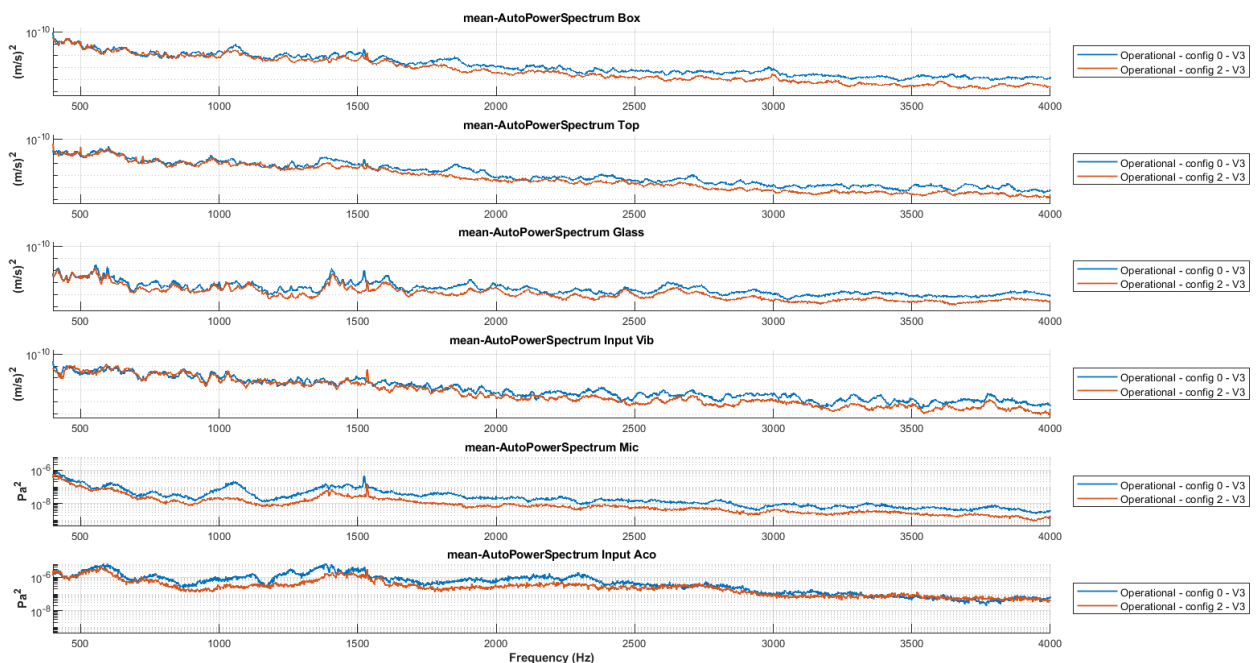 mean-AutoPowerSpectrum Box
10^-10
(m/s)^2
500 1000 1500 2000 2500 3000 3500 4000
Operational - config 0 - V3
Operational - config 2 - V3
mean-AutoPowerSpectrum Top
10^-10
(m/s)^2
500 1000 1500 2000 2500 3000 3500 4000
Operational - config 0 - V3
Operational - config 2 - V3
mean-AutoPowerSpectrum Glass
10^-10
(m/s)^2
500 1000 1500 2000 2500 3000 3500 4000
Operational - config 0 - V3
Operational - config 2 - V3
mean-AutoPowerSpectrum Input Vib
10^-10
(m/s)^2
500 1000 1500 2000 2500 3000 3500 4000
Operational - config 0 - V3
Operational - config 2 - V3
mean-AutoPowerSpectrum Mic
10^-6
10^-8
Pa^2
500 1000 1500 2000 2500 3000 3500 4000
Operational - config 0 - V3
Operational - config 2 - V3
mean-AutoPowerSpectrum Input Aco
10^-6
10^-8
Pa^2
500 1000 1500 2000 2500 3000 3500 4000
Operational - config 0 - V3
Operational - config 2 - V3
Frequency (Hz)